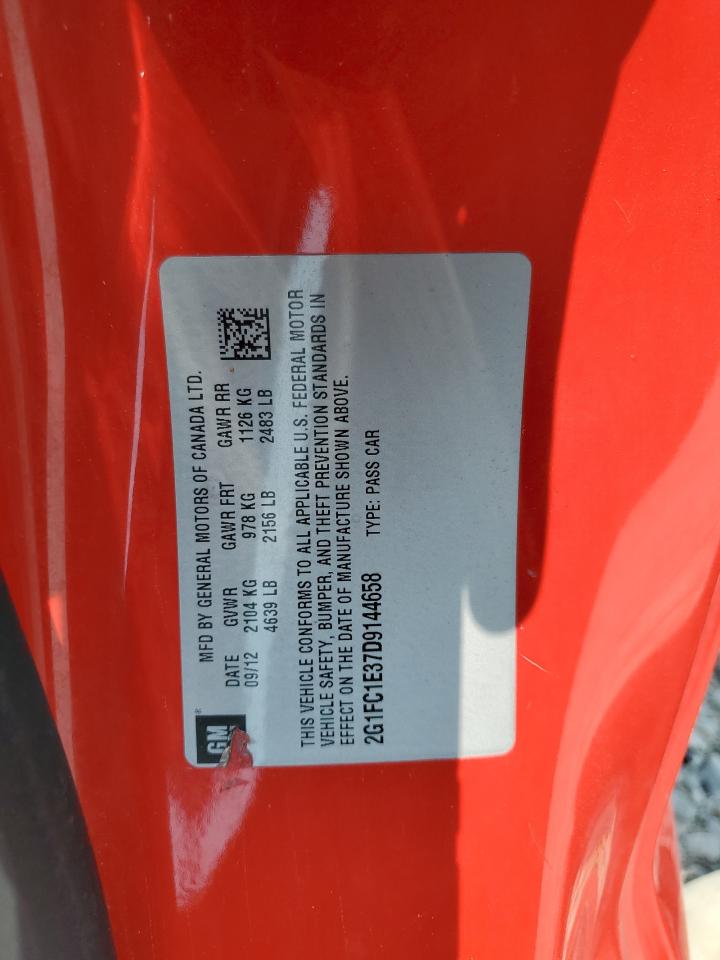 GM ®
MFD BY GENERAL MOTORS OF CANADA LTD.
DATE GVWR GAWR FRT GAWR RR
09/12 2104 KG 978 KG 1126 KG
4639 LB 2156 LB 2483 LB
THIS VEHICLE CONFORMS TO ALL APPLICABLE U.S. FEDERAL MOTOR
VEHICLE SAFETY, BUMPER, AND THEFT PREVENTION STANDARDS IN
EFFECT ON THE DATE OF MANUFACTURE SHOWN ABOVE.
2G1FC1E37D9144658 TYPE: PASS CAR